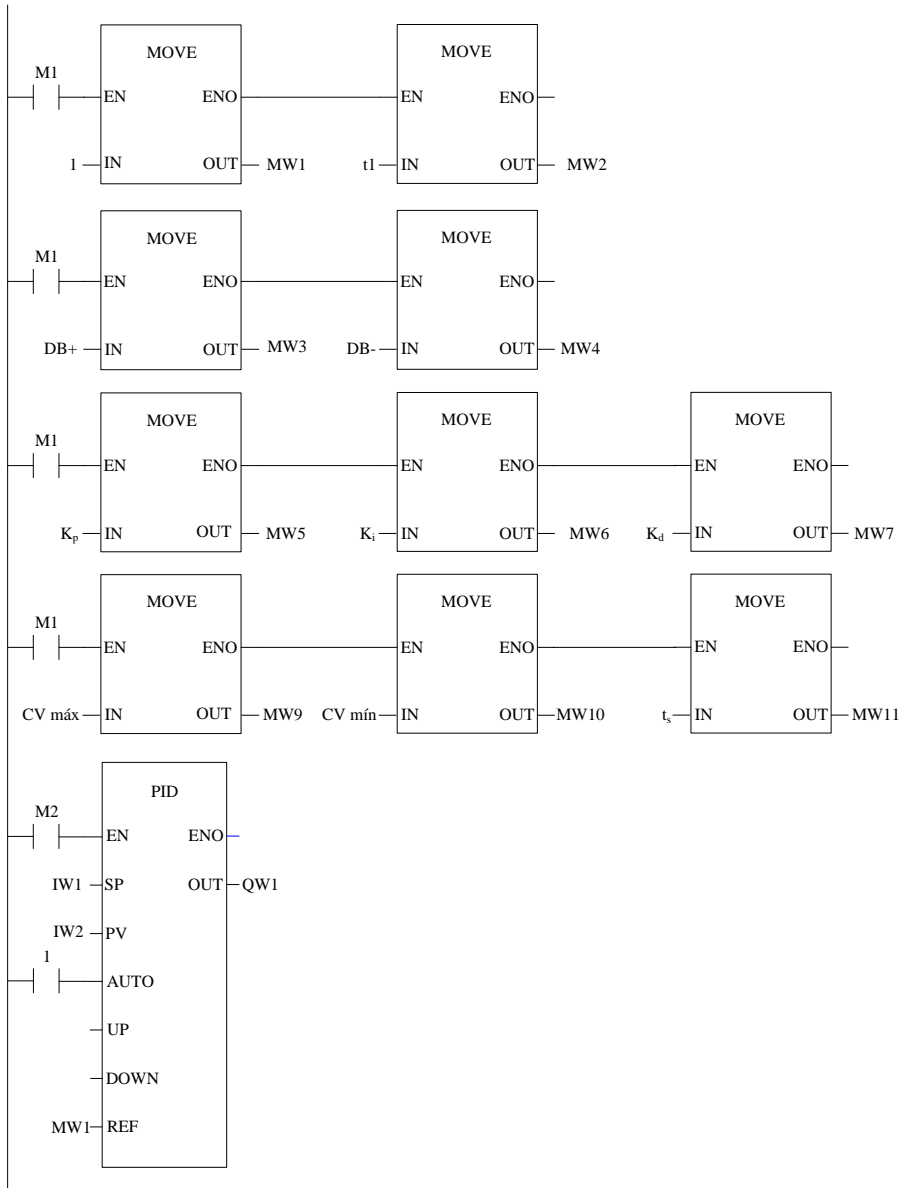 MOVE MOVE
M1
EN ENO EN ENO
1 IN OUT MW1 t1 IN OUT MW2
MOVE MOVE
M1
EN ENO EN ENO
DB+ IN OUT MW3 DB- IN OUT MW4
MOVE MOVE MOVE
M1
EN ENO EN ENO EN ENO
Kp IN OUT MW5 Ki IN OUT MW6 Kd IN OUT MW7
MOVE MOVE MOVE
M1
EN ENO EN ENO EN ENO
CV máx IN OUT MW9 CV mín IN OUT MW10 ts IN OUT MW11
PID
M2
EN ENO
IW1 SP OUT QW1
IW2 PV
1
AUTO
UP
DOWN
MW1 REF